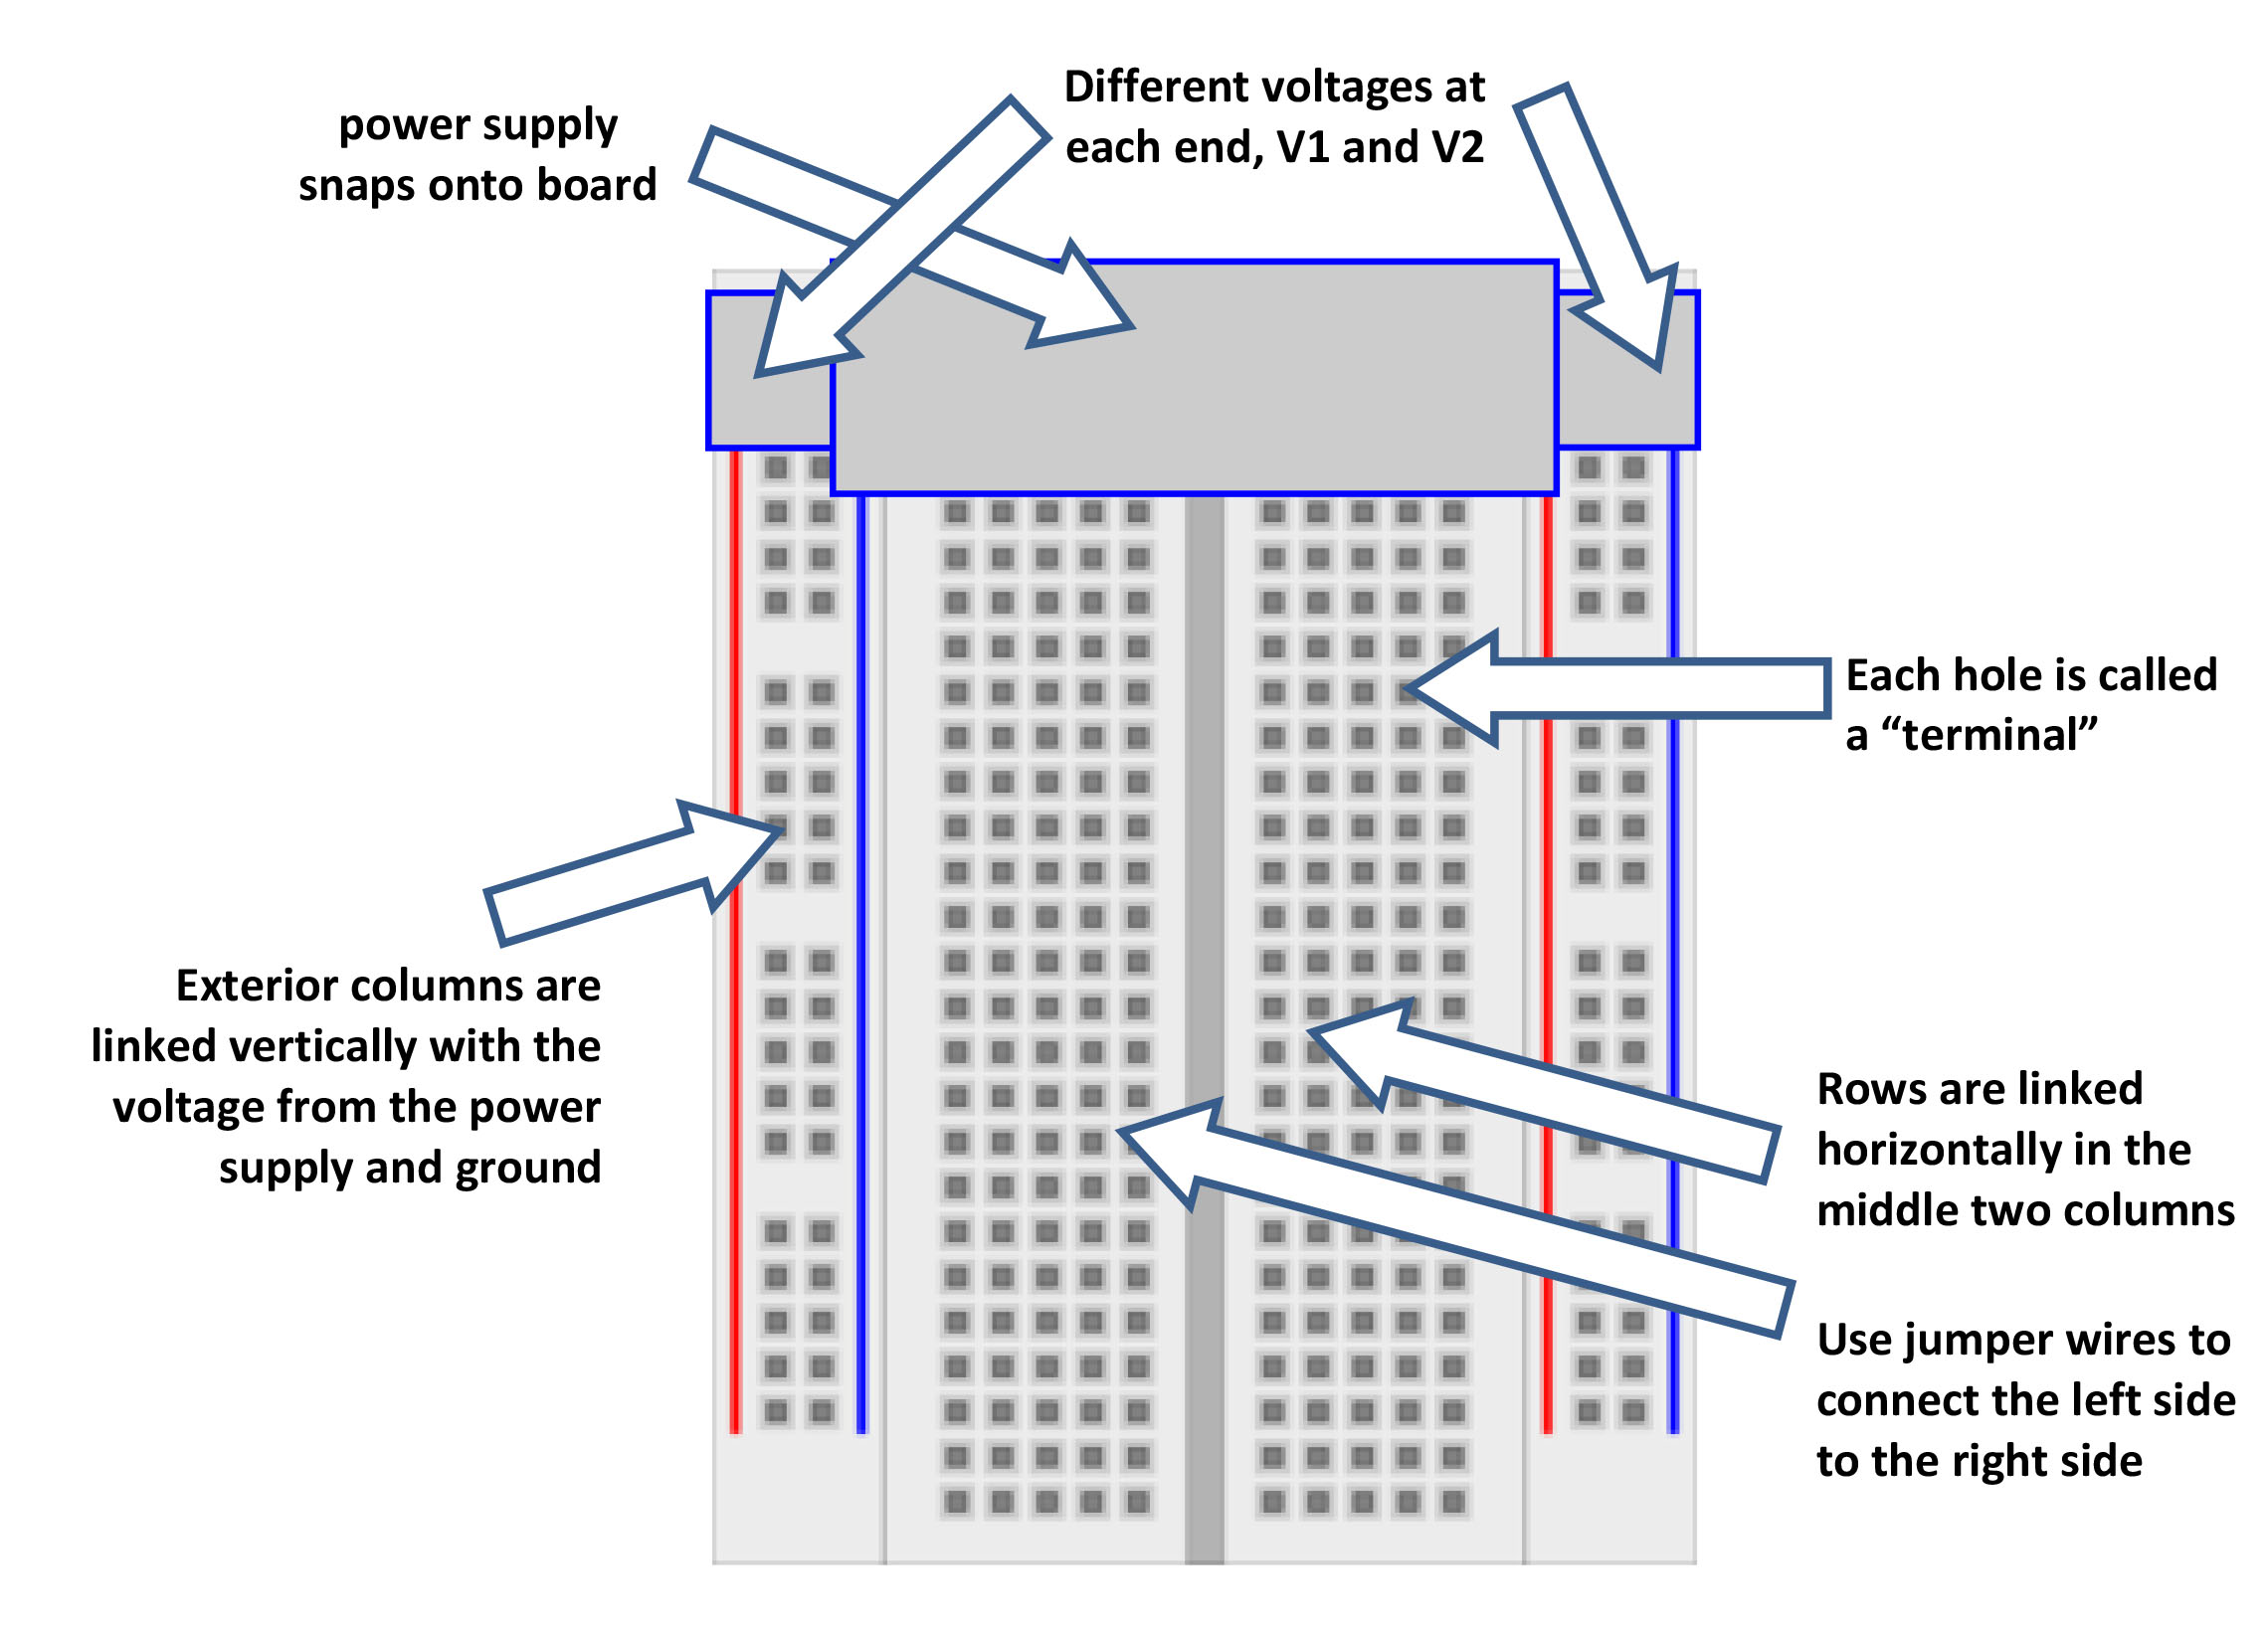 power supply
snaps onto board
Different voltages at
each end, V1 and V2
Each hole is called
a “terminal”
Exterior columns are
linked vertically with the
voltage from the power
supply and ground
Rows are linked
horizontally in the
middle two columns
Use jumper wires to
connect the left side
to the right side